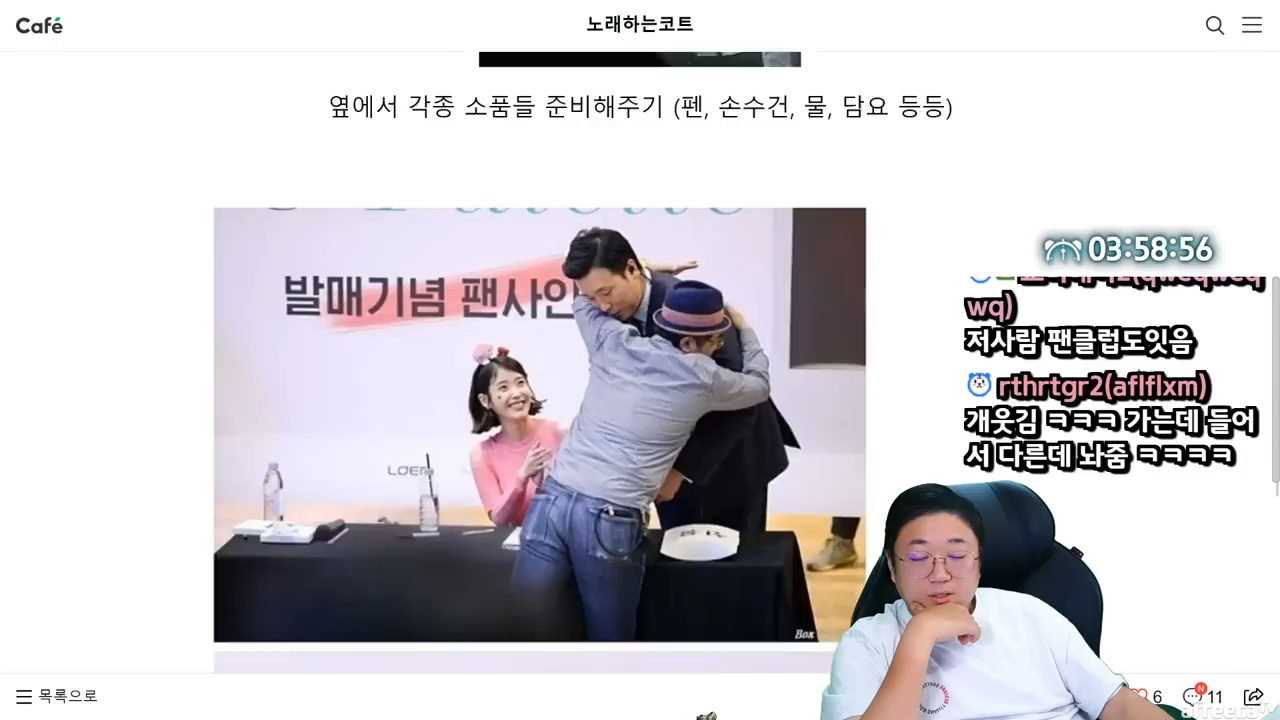 Café
노래하는코트
옆에서 각종 소품들 준비해주기 (펜, 손수건, 물, 담요 등등)
발매기념 팬사인
LOEN
Box
03:58:56
wq)
저사람 팬클럽도잇음
rthrtgr2(aflflxm)
개웃김 ㅋㅋㅋ 가는데 들어
서 다른데 놔줌 ㅋㅋㅋㅋ
목록으로
6
N
11
afreecaTV